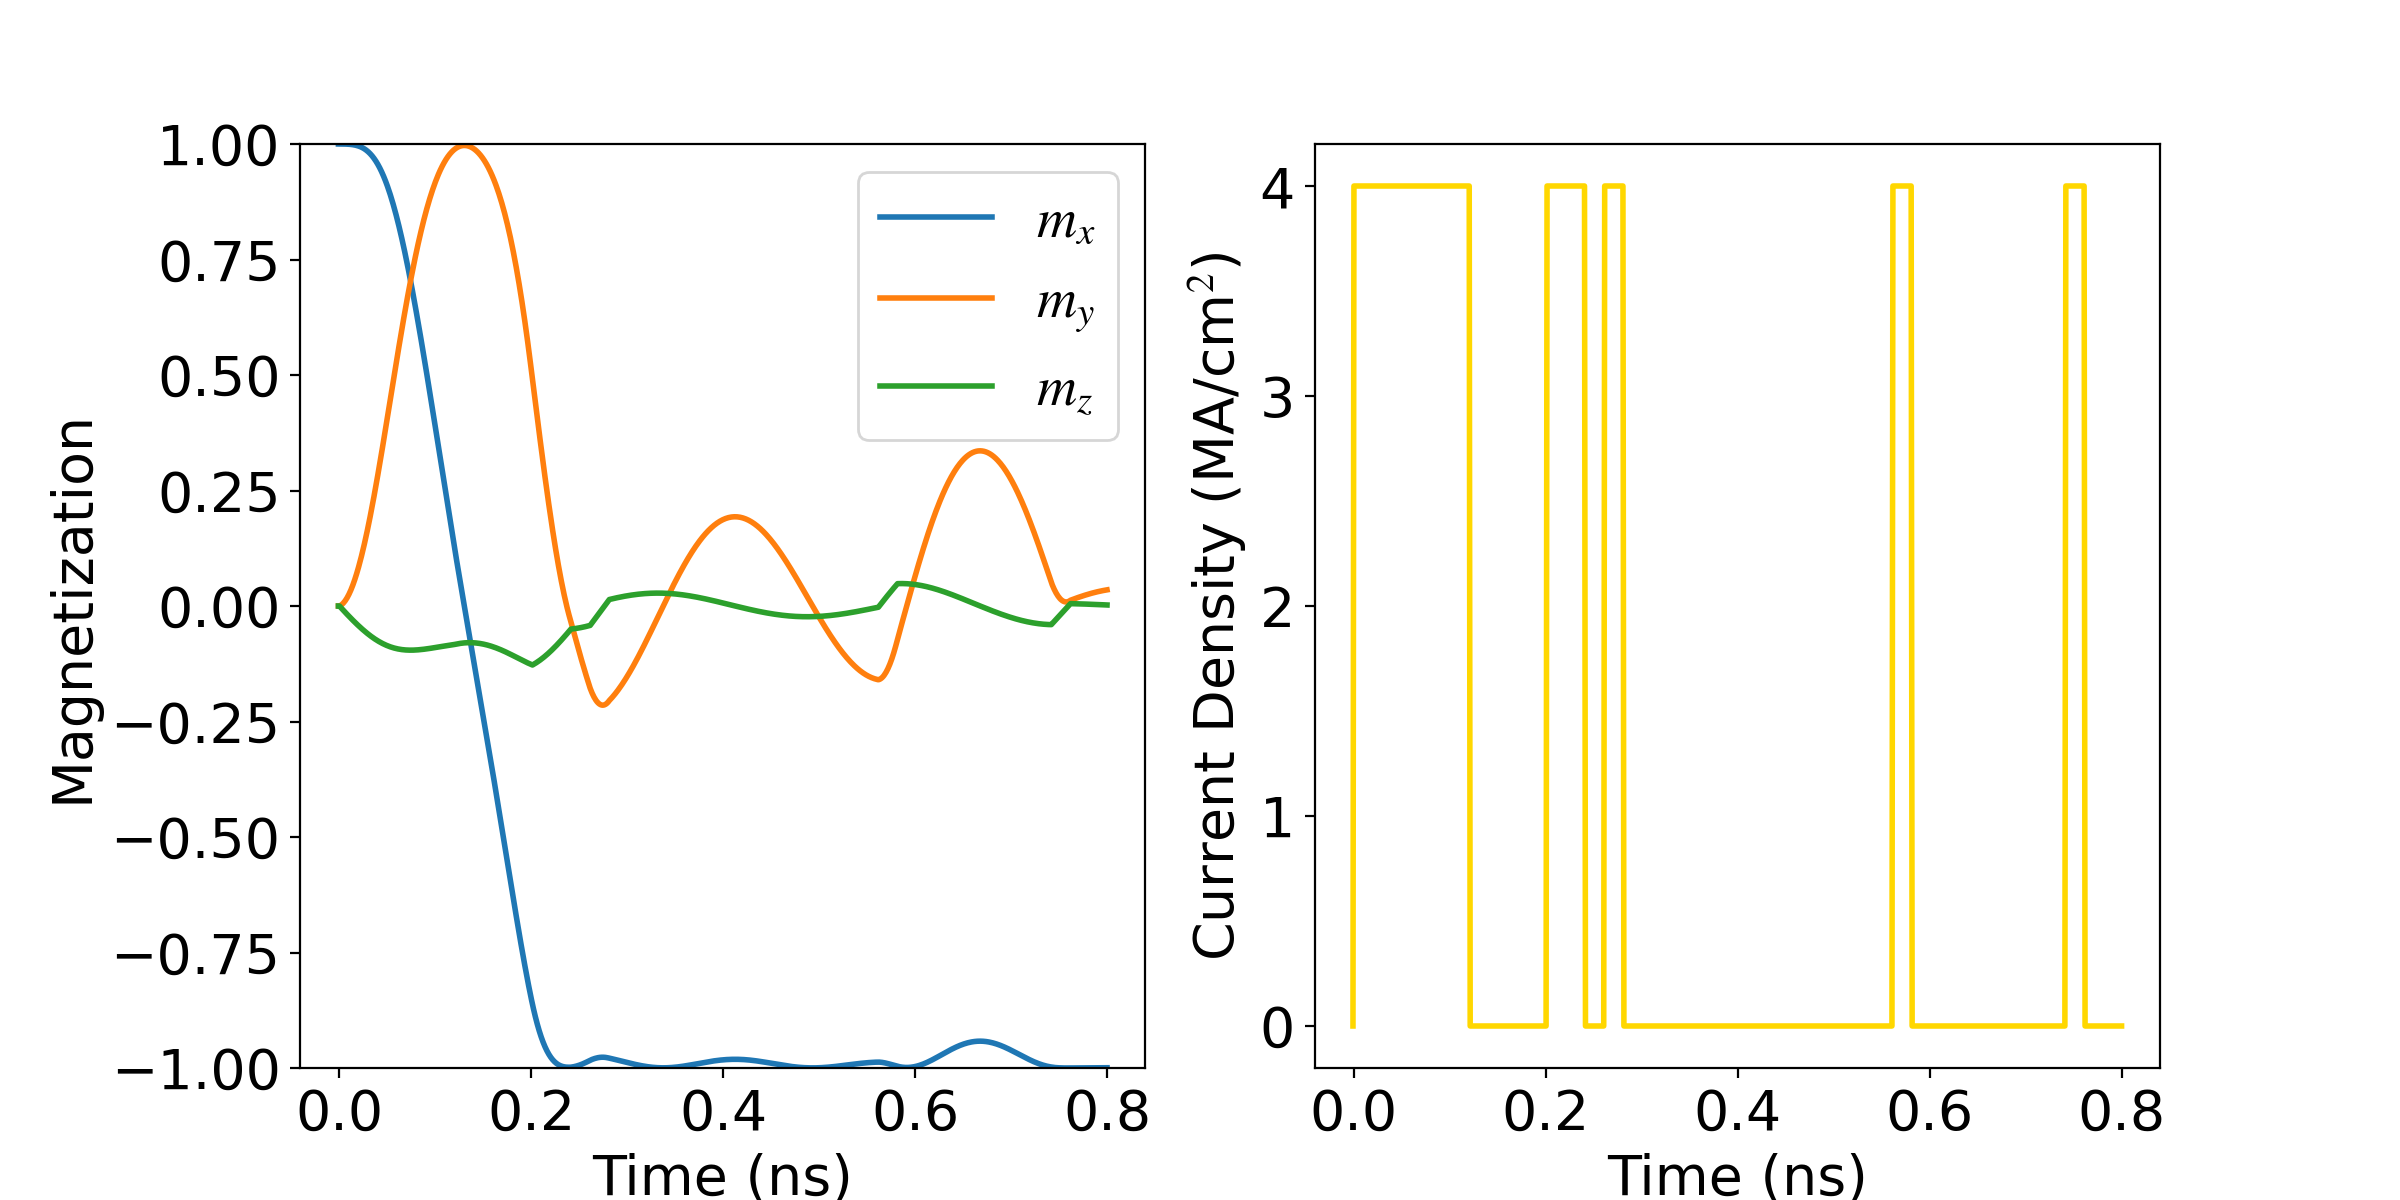 Magnetization
1.00
0.75
0.50
0.25
0.00
−0.25
−0.50
−0.75
−1.00
0.0 0.2 0.4 0.6 0.8
Time (ns)
m_x
m_y
m_z
Current Density (MA/cm²)
4
3
2
1
0
0.0 0.2 0.4 0.6 0.8
Time (ns)